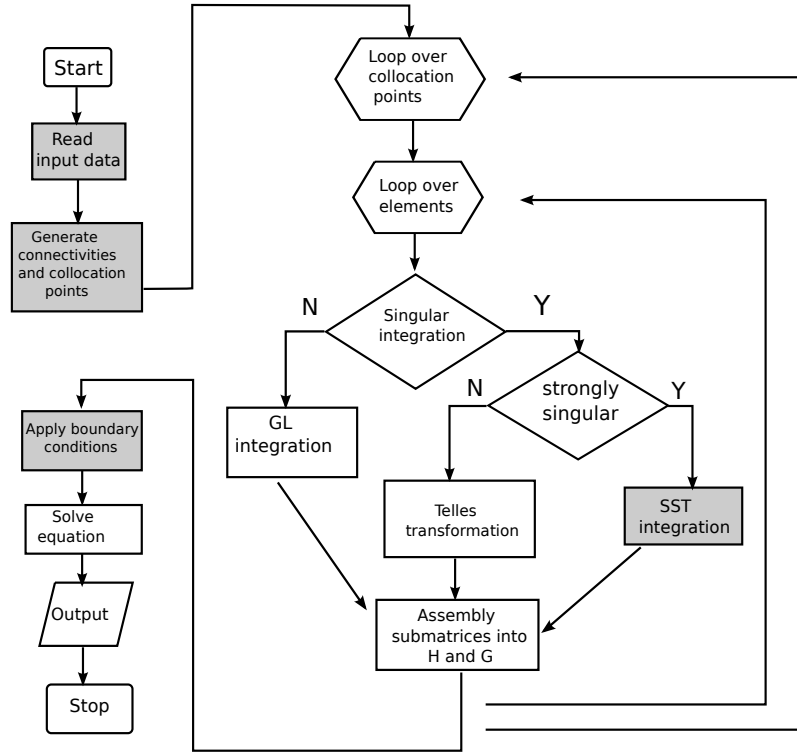 Start
Read
input data
Generate
connectivities
and collocation
points
Loop over
collocation
points
Loop over
elements
Singular
integration
N
Y
strongly
singular
N
Y
GL
integration
Telles
transformation
SST
integration
Assembly
submatrices into
H and G
Apply boundary
conditions
Solve
equation
Output
Stop